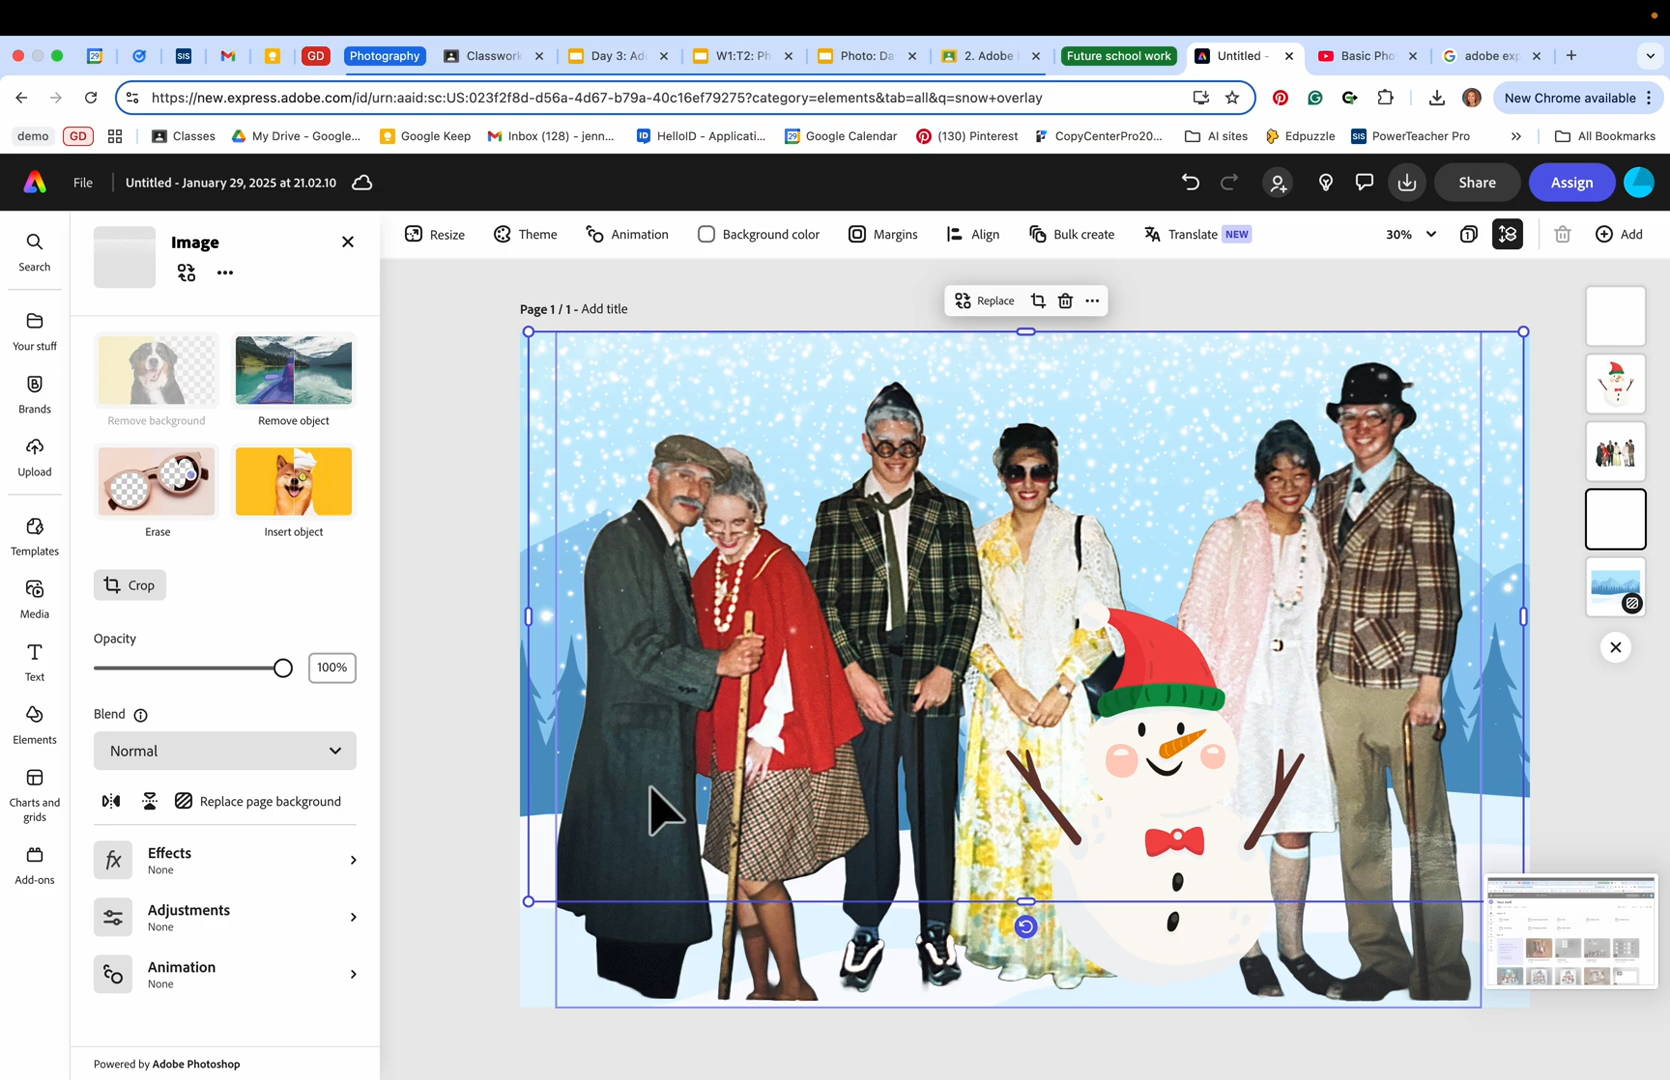 29
SIS
GD
Photography
Classwork
Day 3: Ad
W1:T2: Ph
Photo: Da
2. Adobe
Future school work
Untitled -
Basic Pho
adobe exp
https://new.express.adobe.com/id/urn:aaid:sc:US:023f2f8d-d56a-4d67-b79a-40c16ef79275?category=elements&tab=all&q=snow+overlay
New Chrome available
demo
GD
Classes
My Drive - Google...
Google Keep
Inbox (128) - jenn...
HelloID - Applicati...
Google Calendar
(130) Pinterest
CopyCenterPro20...
AI sites
Edpuzzle
PowerTeacher Pro
All Bookmarks
File
Untitled - January 29, 2025 at 21.02.10
Share
Assign
Resize
Theme
Animation
Background color
Margins
Align
Bulk create
Translate NEW
30%
Add
Search
Your stuff
Brands
Upload
Templates
Media
Text
Elements
Charts and
grids
Add-ons
Image
Remove background
Remove object
Erase
Insert object
Crop
Opacity
100%
Blend
Normal
Replace page background
Effects
None
Adjustments
None
Animation
None
Powered by Adobe Photoshop
Page 1 / 1 - Add title
Replace